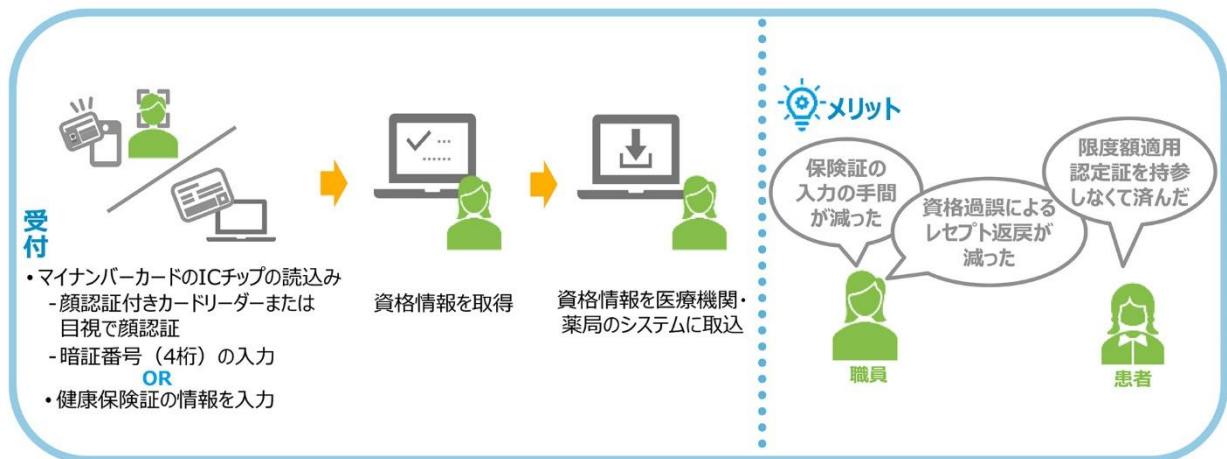 受付
・マイナンバーカードのICチップの読込み
-顔認証付きカードリーダーまたは
目視で顔認証
-暗証番号（4桁）の入力
OR
・健康保険証の情報を入力
資格情報を取得
資格情報を医療機関・
薬局のシステムに取込
メリット
保険証の
入力の手間
が減った
資格過誤による
レセプト返戻が
減った
職員
限度額適用
認定証を持参
しなくて済んだ
患者